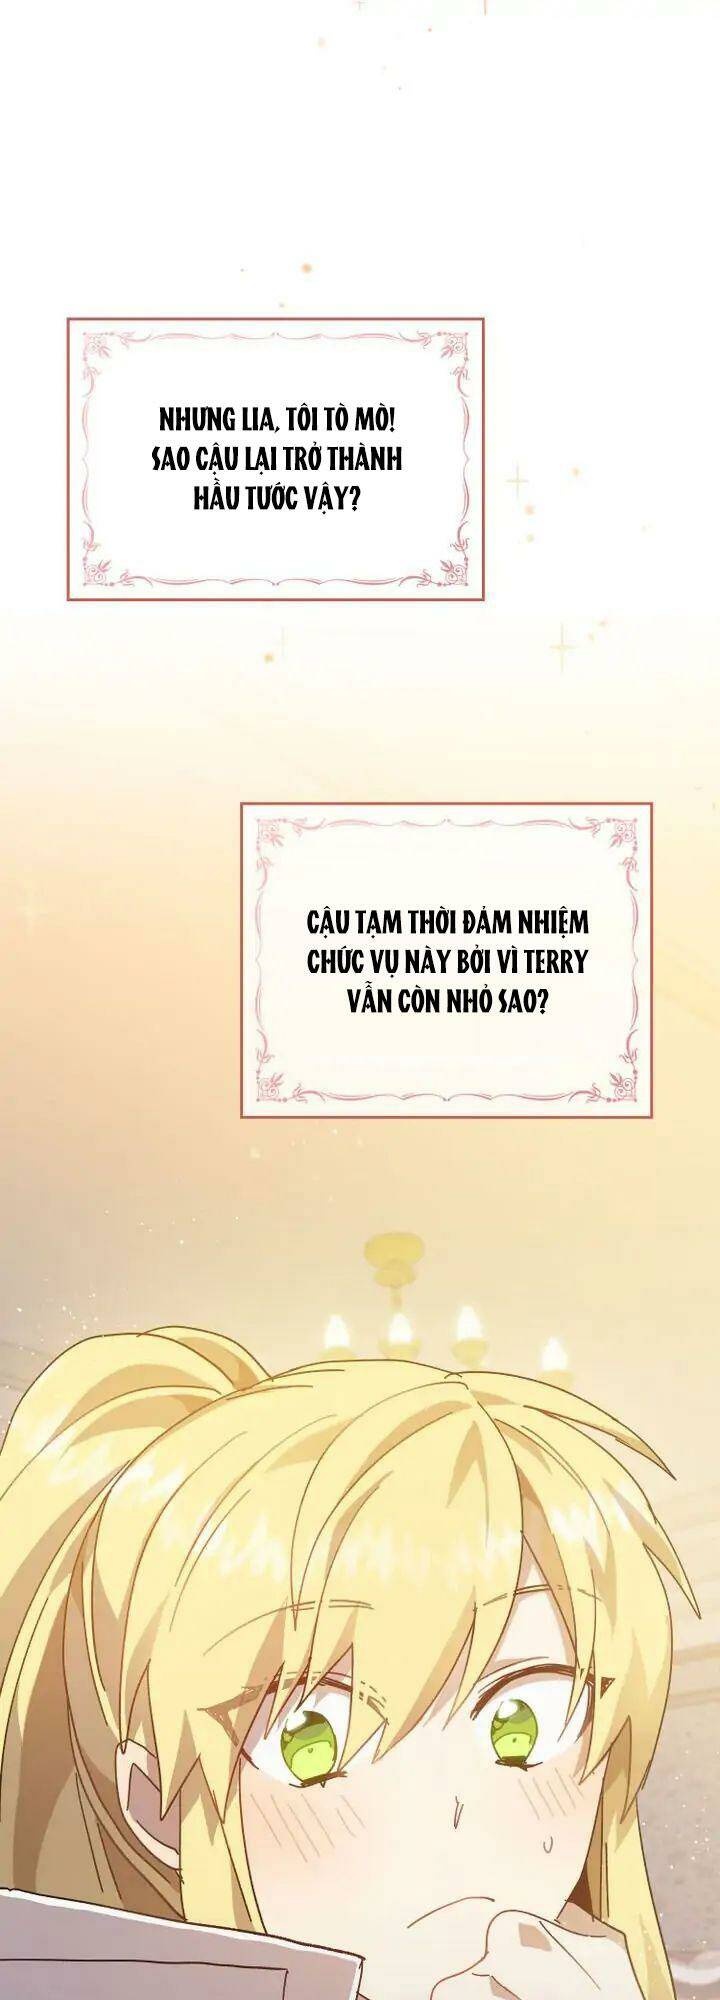 NHƯNG LIA, TÔI TÒ MÒ!
SAO CẬU LẠI TRỞ THÀNH
HẦU TƯỚC VẬY?
CẬU TẠM THỜI ĐẢM NHIỆM
CHỨC VỤ NÀY BỞI VÌ TERRY
VẪN CÒN NHỎ SAO?